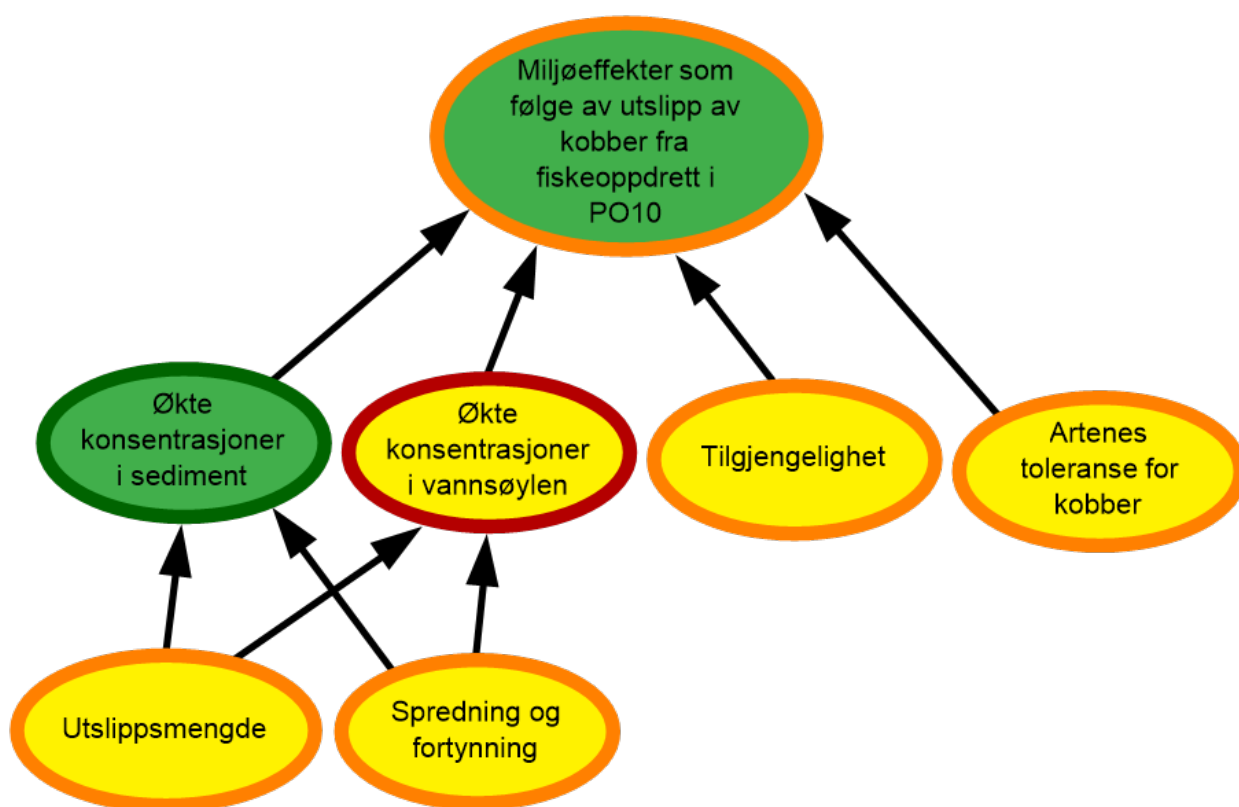 Miljøeffekter som
følge av utslipp av
kobber fra
fiskeoppdrett i
PO10
Økte
konsentrasjoner
i sediment
Økte
konsentrasjoner
i vannsøylen
Tilgjengelighet
Artenes
toleranse for
kobber
Utslippsmengde
Spredning og
fortynning